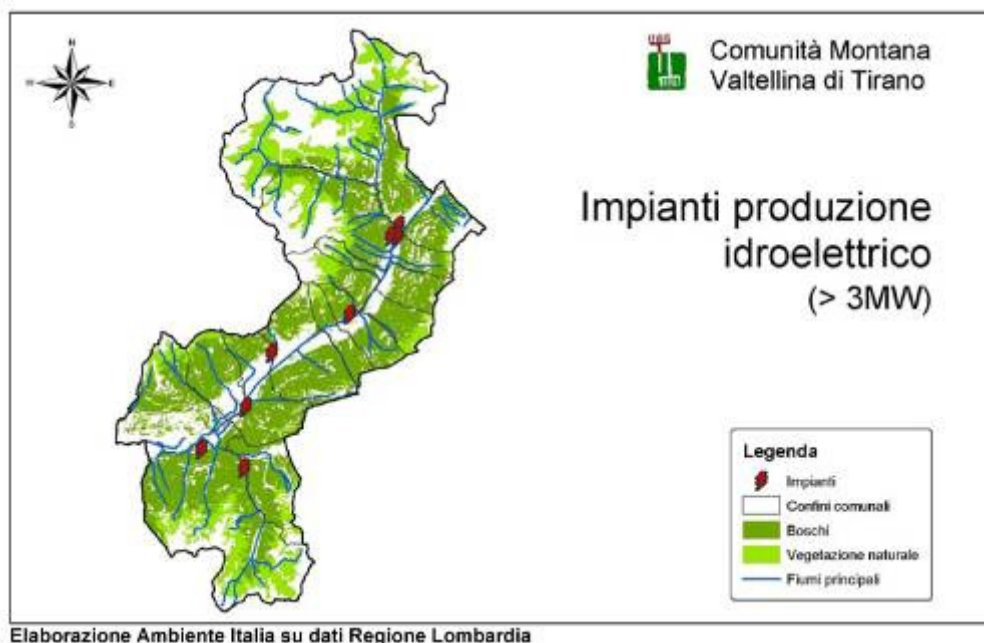 N
E
S
Comunità Montana
Valtellina di Tirano
Impianti produzione
idroelettrico
(> 3MW)
Legenda
Impianti
Confini comunali
Boschi
Vegetazione naturale
Fiumi principali
Elaborazione Ambiente Italia su dati Regione Lombardia